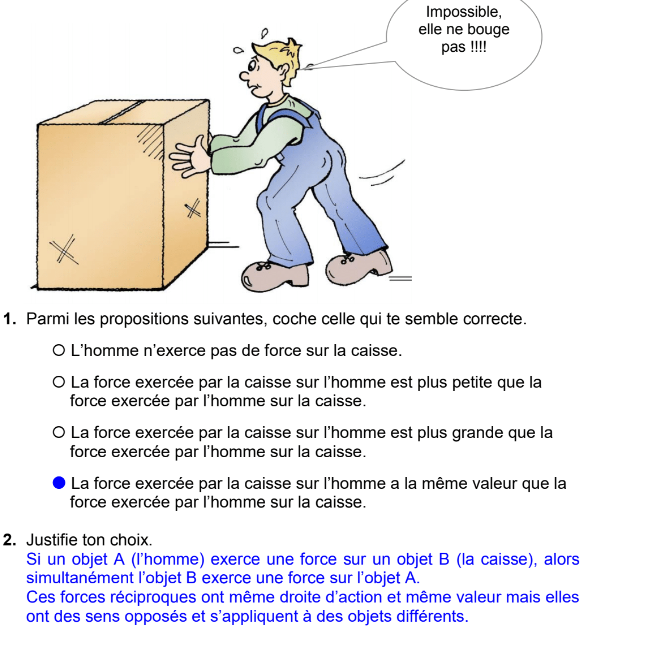 Impossible,
elle ne bouge
pas !!!!
1. Parmi les propositions suivantes, coche celle qui te semble correcte.
O L'homme n'exerce pas de force sur la caisse.
O La force exercée par la caisse sur l'homme est plus petite que la
force exercée par l'homme sur la caisse.
O La force exercée par la caisse sur l'homme est plus grande que la
force exercée par l'homme sur la caisse.
● La force exercée par la caisse sur l'homme a la même valeur que la
force exercée par l'homme sur la caisse.
2. Justifie ton choix.
Si un objet A (l'homme) exerce une force sur un objet B (la caisse), alors
simultanément l'objet B exerce une force sur l'objet A.
Ces forces réciproques ont même droite d'action et même valeur mais elles
ont des sens opposés et s'appliquent à des objets différents.